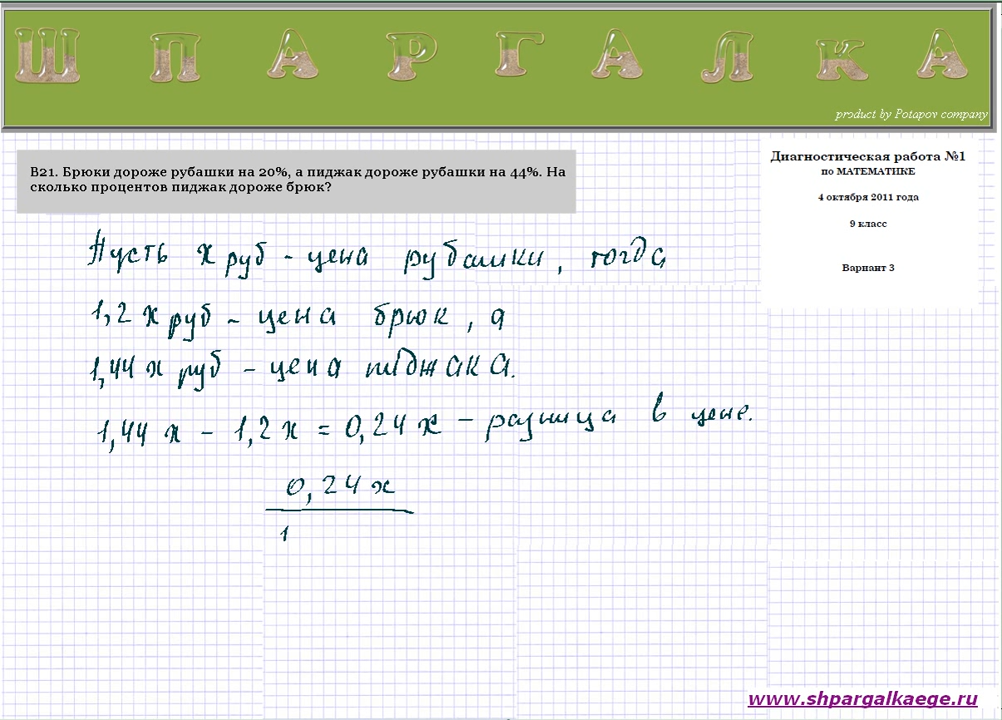 ШПАРГАЛКА
product by Potapov company
В21. Брюки дороже рубашки на 20%, а пиджак дороже рубашки на 44%. На
сколько процентов пиджак дороже брюк?
Диагностическая работа №1
по МАТЕМАТИКЕ
4 октября 2011 года
9 класс
Вариант 3
Пусть х руб - цена рубашки, тогда
1,2 х руб - цена брюк, а
1,44 х руб - цена пиджака.
1,44 х - 1,2 х = 0,24 х - разница в цене.
0,24 х
1
www.shpargalkaege.ru